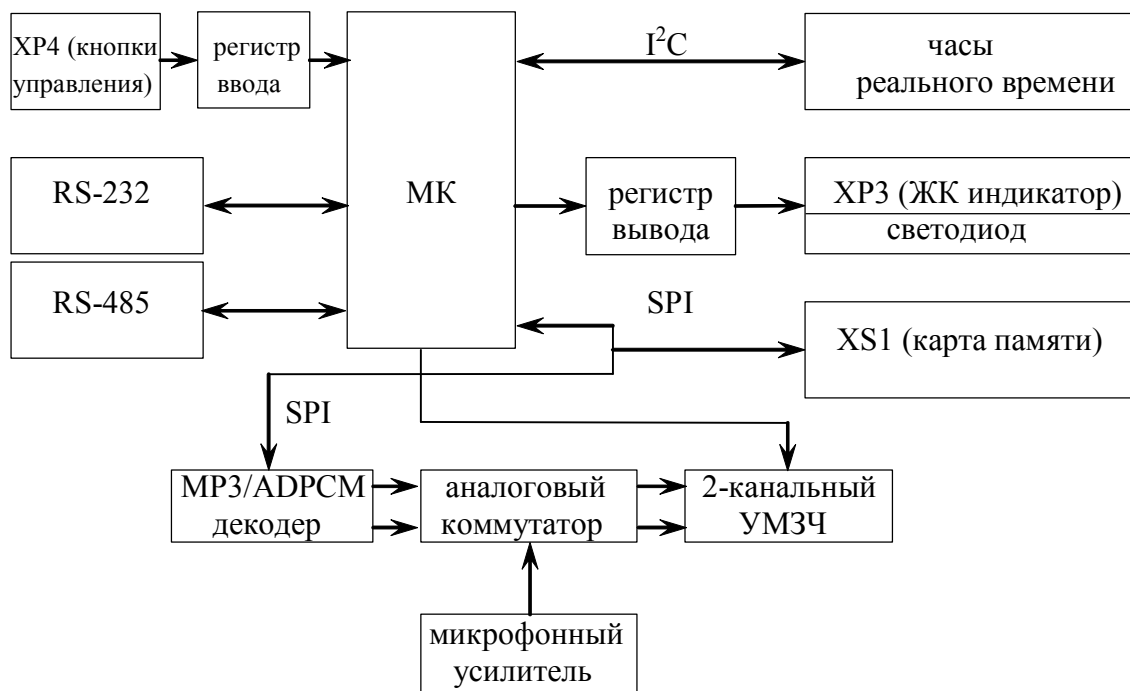 XP4 (кнопки
управления)
регистр
ввода
I²C
часы
реального времени
RS-232
МК
регистр
вывода
XP3 (ЖК индикатор)
светодиод
RS-485
SPI
XS1 (карта памяти)
SPI
MP3/ADPCM
декодер
аналоговый
коммутатор
2-канальный
УМЗЧ
микрофонный
усилитель